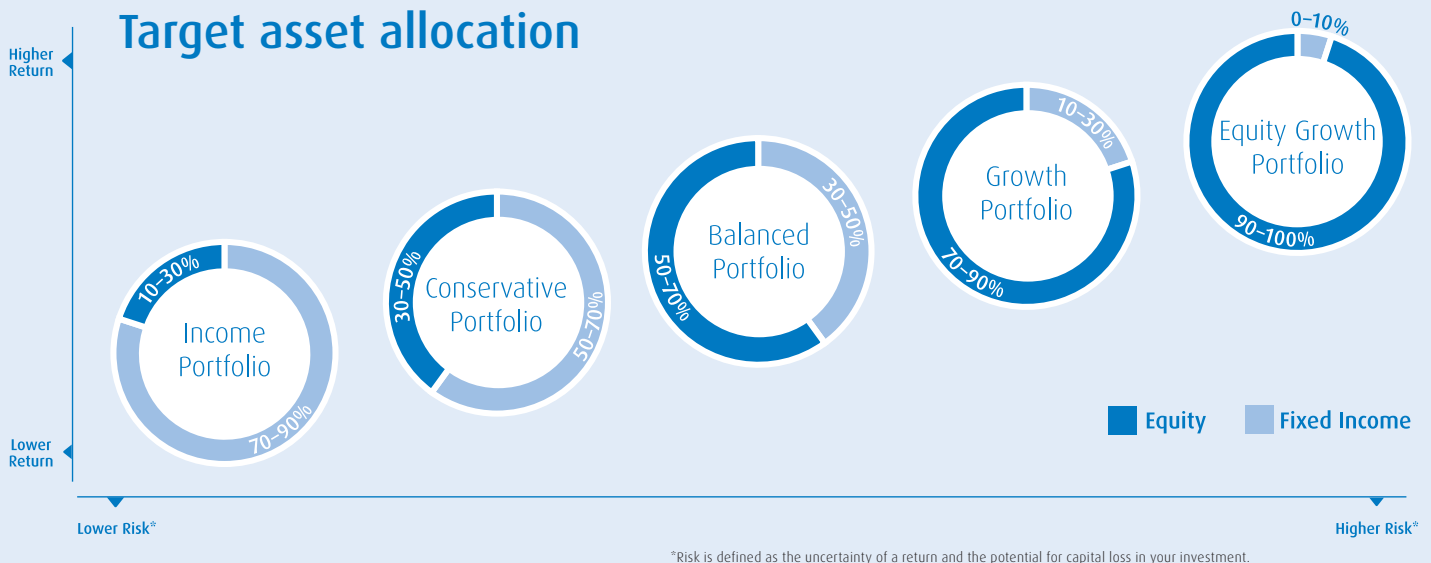 Target asset allocation
Higher
Return
Lower
Return
10–30%
Income
Portfolio
70–90%
30–50%
Conservative
Portfolio
50–70%
30–50%
Balanced
Portfolio
50–70%
10–30%
Growth
Portfolio
70–90%
0–10%
Equity Growth
Portfolio
90–100%
Equity
Fixed Income
Lower Risk*
Higher Risk*
*Risk is defined as the uncertainty of a return and the potential for capital loss in your investment.